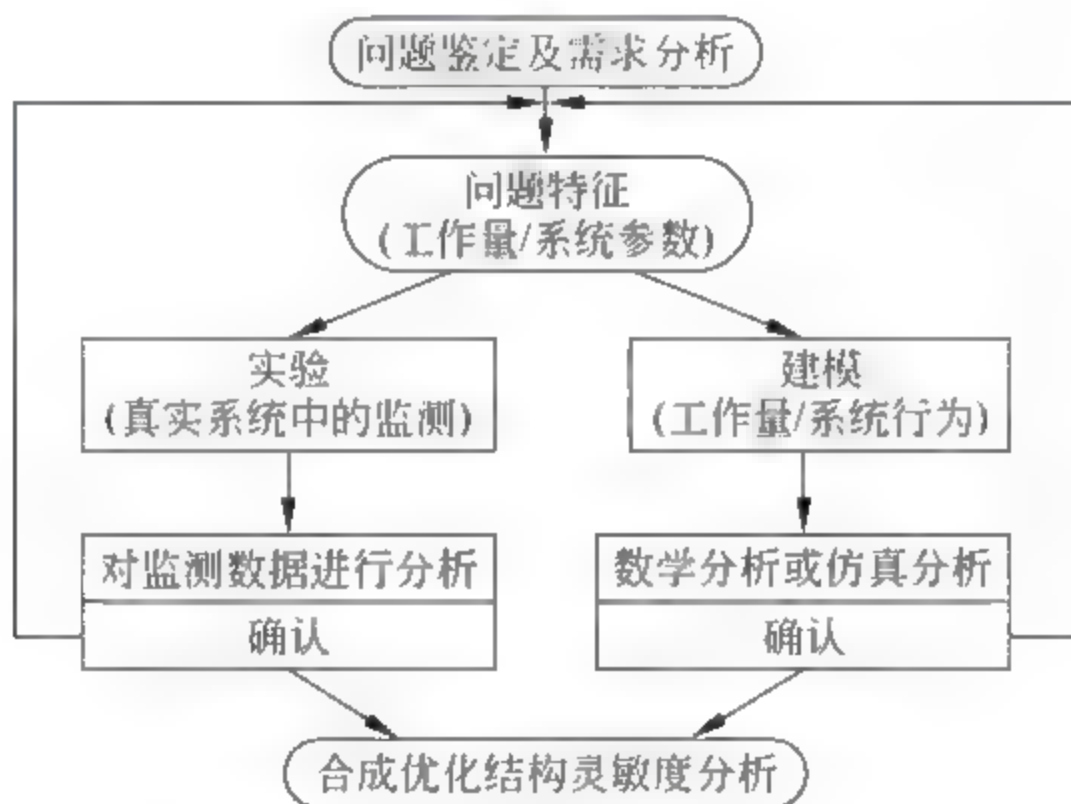 问题鉴定及需求分析
问题特征
(工作量/系统参数)
实验
(真实系统中的监测)
建模
(工作量/系统行为)
对监测数据进行分析
确认
数学分析或仿真分析
确认
合成优化结构灵敏度分析